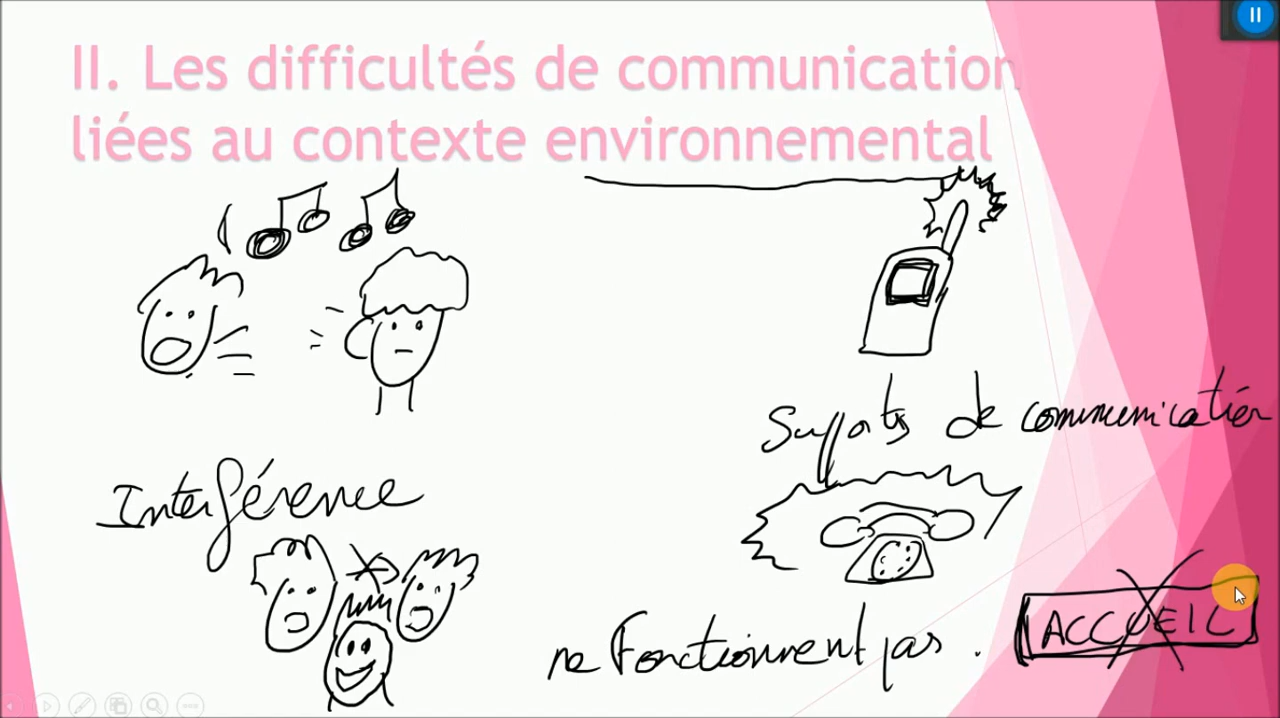 II. Les difficultés de communication
liées au contexte environnemental
Interférence
Supports de communication
ne Fonctionnent pas.
ACCUEIL